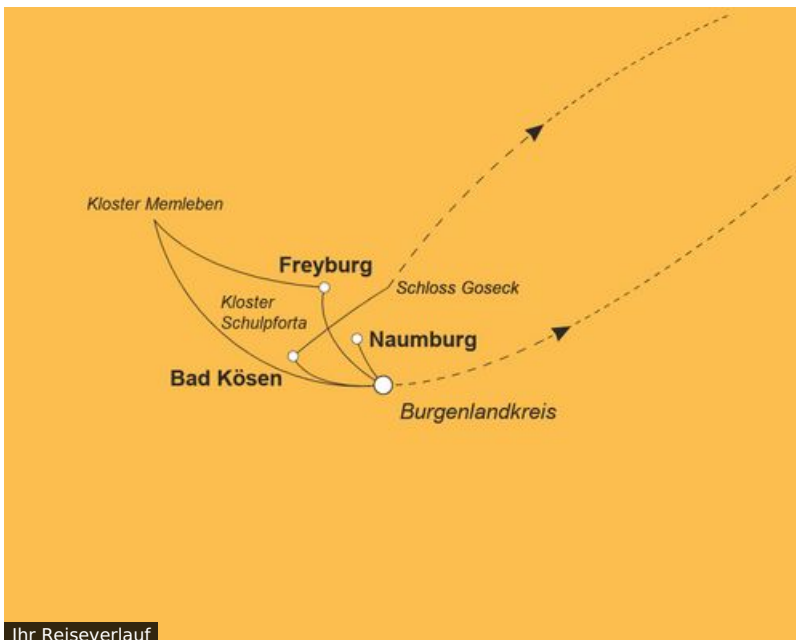 Kloster Memleben
Freyburg
Schloss Goseck
Kloster
Schulpforta
Naumburg
Bad Kösen
Burgenlandkreis
Ihr Reiseverlauf